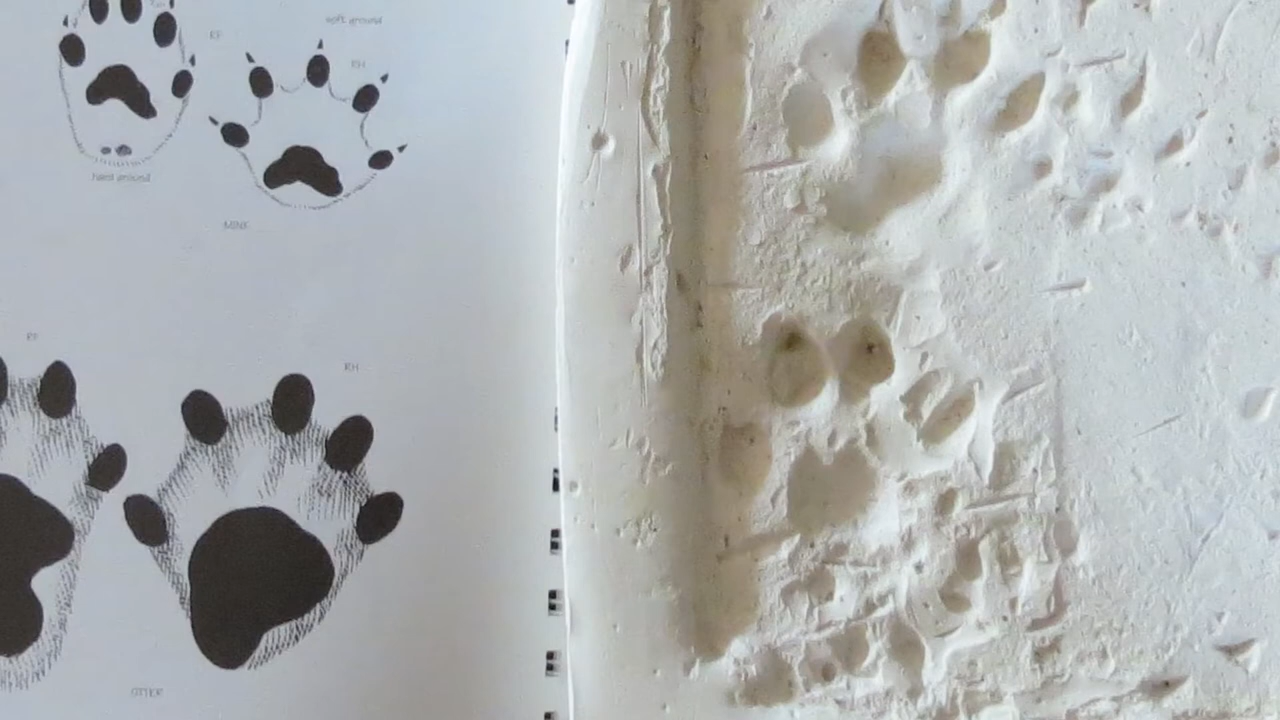 soft ground
RF
RH
hard ground
MINK
RF
RH
OTTER